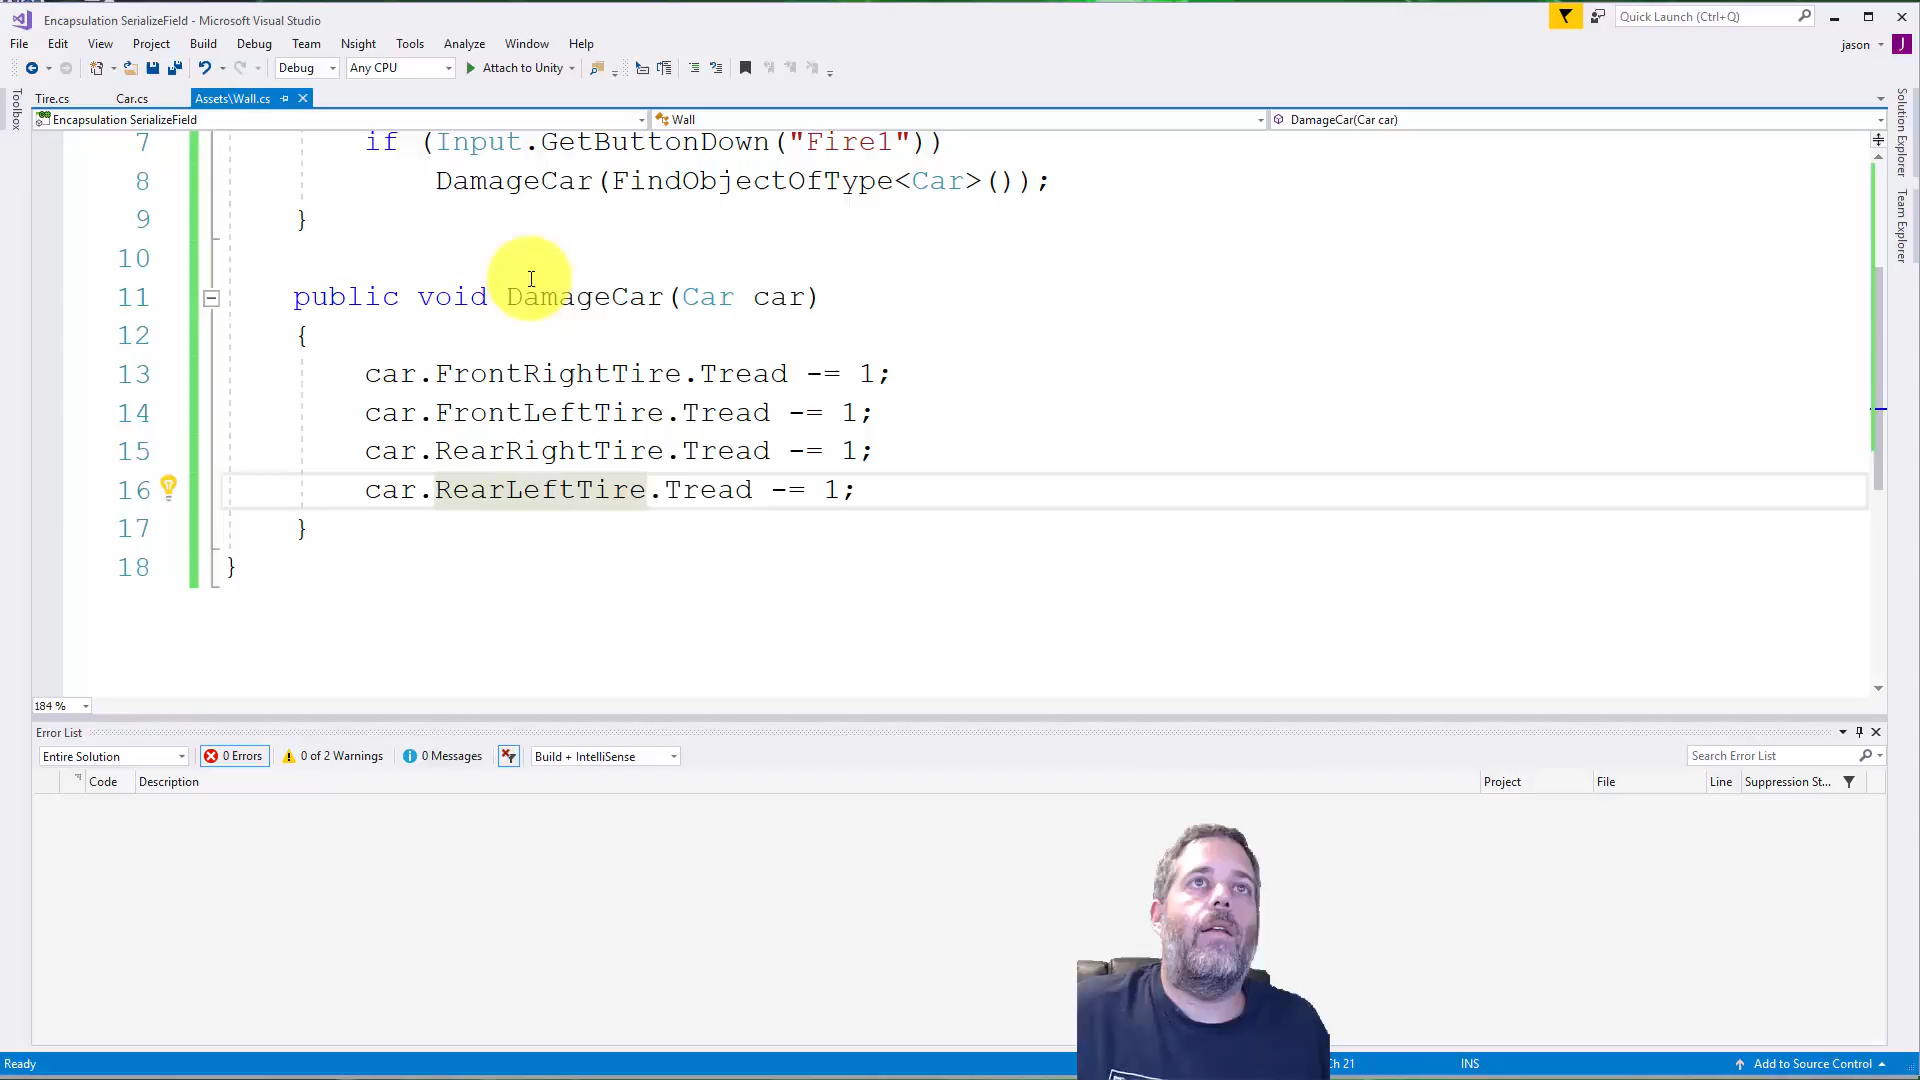 Encapsulation SerializeField - Microsoft Visual Studio
Quick Launch (Ctrl+Q)
File Edit View Project Build Debug Team Nsight Tools Analyze Window Help
jason J
Debug Any CPU Attach to Unity
Toolbox
Tire.cs Car.cs Assets\Wall.cs
Encapsulation SerializeField Wall DamageCar(Car car)
Solution Explorer
Team Explorer
7 if (Input.GetButtonDown("Fire1"))
8 DamageCar(FindObjectOfType<Car>());
9 }
10
11 public void DamageCar(Car car)
12 {
13 car.FrontRightTire.Tread -= 1;
14 car.FrontLeftTire.Tread -= 1;
15 car.RearRightTire.Tread -= 1;
16 car.RearLeftTire.Tread -= 1;
17 }
18 }
184 %
Error List
Entire Solution 0 Errors 0 of 2 Warnings 0 Messages Build + IntelliSense Search Error List
Code Description Project File Line Suppression St...
Ready Ch 21 INS Add to Source Control